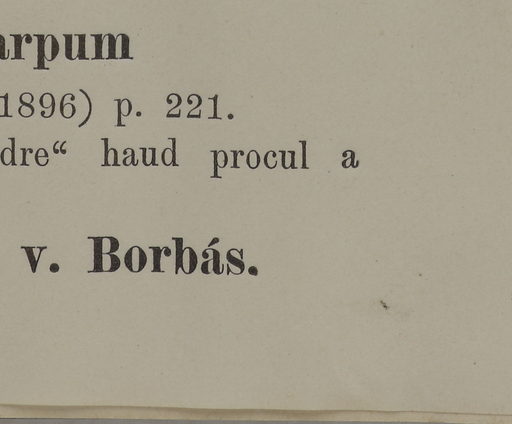 arpum
1896) p. 221.
dre“ haud procul a
v. Borbás.